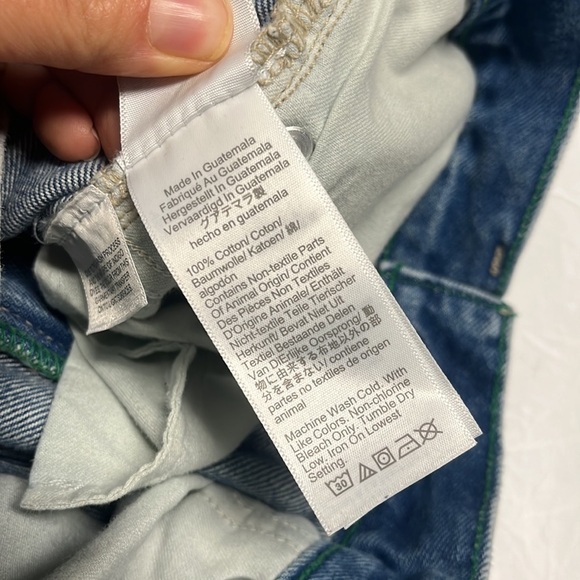 Made In Guatemala
Fabriqué Au Guatemala
Hergestellt In Guatemala
Vervaardigd In Guatemala
グアテマラ製
hecho en guatemala
100% Cotton/ Coton/
Baumwolle/ Katoen/ 綿/
algodón
Contains Non-textile Parts
Of Animal Origin/ Contient
Des Pièces Non Textiles
D'Origine Animale/ Enthält
Nicht-textile Teile Tierischer
Herkunft/ Bevat Niet Uit
Textiel Bestaande Delen
Van Dierlijke Oorsprong/ 動
物に由来する布地以外の部
分を含まない/ contiene
partes no textiles de origen
animal
Machine Wash Cold. With
Like Colors. Non-chlorine
Bleach Only. Tumble Dry
Low. Iron On Lowest
Setting.
30